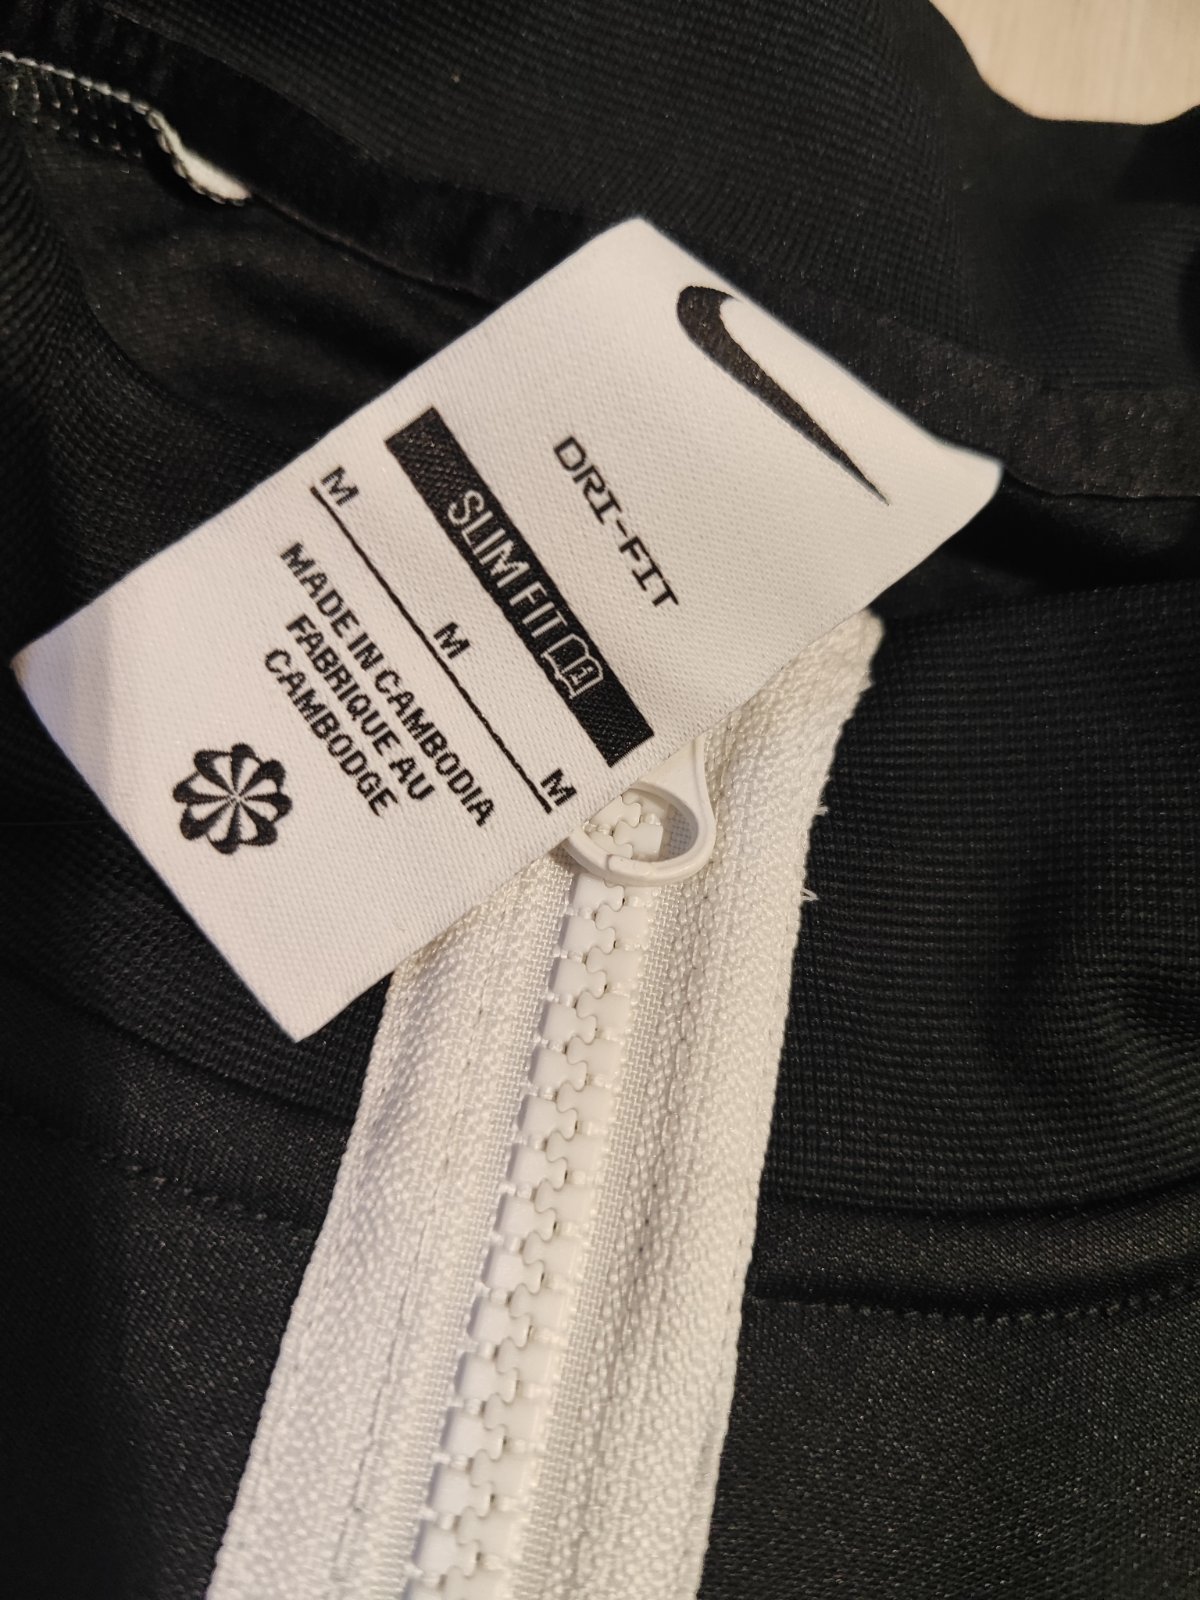 DRI-FIT
SLIM FIT
M M M
MADE IN CAMBODIA
FABRIQUE AU
CAMBODGE